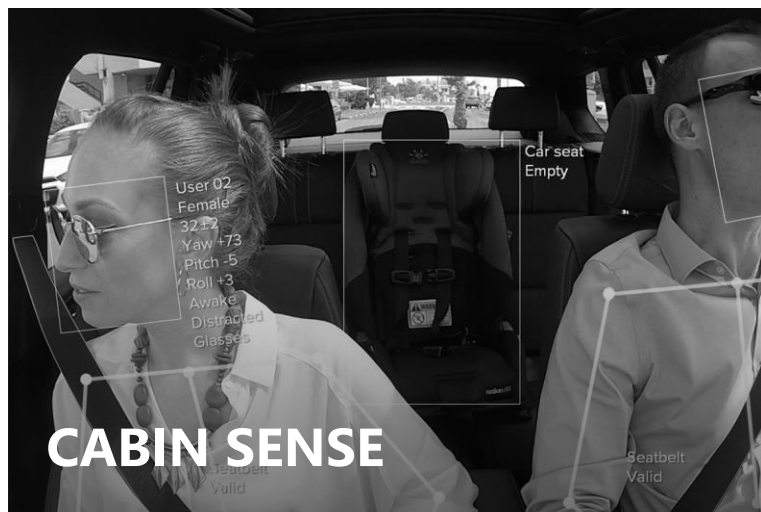 Car seat
Empty
User 02
Female
32±2
Yaw +73
Pitch -5
Roll +3
Awake
Distracted
Glasses
CABIN SENSE
Seatbelt
Valid
Seatbelt
Valid
WARNING